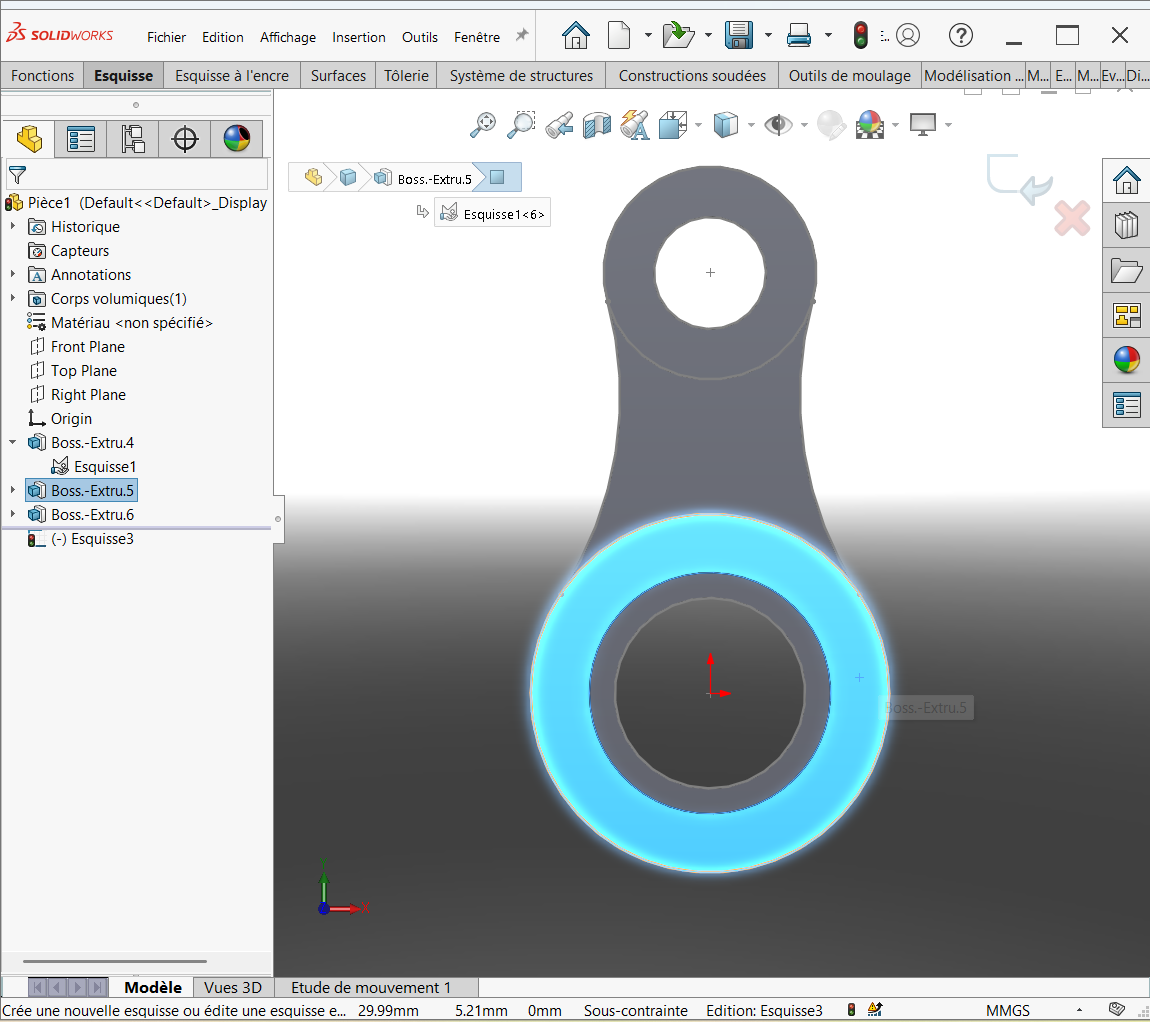 SOLIDWORKS Fichier Edition Affichage Insertion Outils Fenêtre
Fonctions Esquisse Esquisse à l'encre Surfaces Tôlerie Système de structures Constructions soudées Outils de moulage Modélisation ... M... E... M... Ev... Di...
Boss.-Extru.5
Esquisse1<6>
Pièce1 (Default<<Default>_Display
Historique
Capteurs
Annotations
Corps volumiques(1)
Matériau <non spécifié>
Front Plane
Top Plane
Right Plane
Origin
Boss.-Extru.4
Esquisse1
Boss.-Extru.5
Boss.-Extru.6
(-) Esquisse3
Boss.-Extru.5
Y
X
Modèle Vues 3D Etude de mouvement 1
Crée une nouvelle esquisse ou édite une esquisse e... 29.99mm 5.21mm 0mm Sous-contrainte Edition: Esquisse3 MMGS